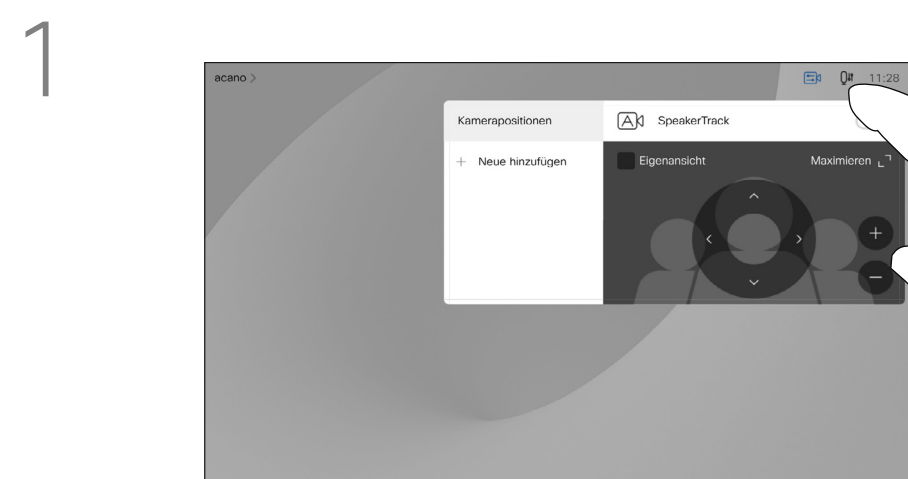 1
acano >
11:28
Kamerapositionen
SpeakerTrack
Neue hinzufügen
Eigenansicht
Maximieren